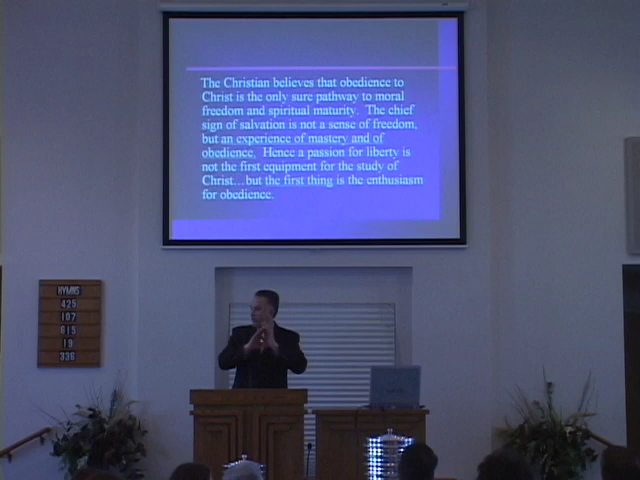 The Christian believes that obedience to
Christ is the only sure pathway to moral
freedom and spiritual maturity. The chief
sign of salvation is not a sense of freedom,
but an experience of mastery and of
obedience. Hence a passion for liberty is
not the first equipment for the study of
Christ…but the first thing is the enthusiasm
for obedience.
HYMNS
425
107
615
19
336